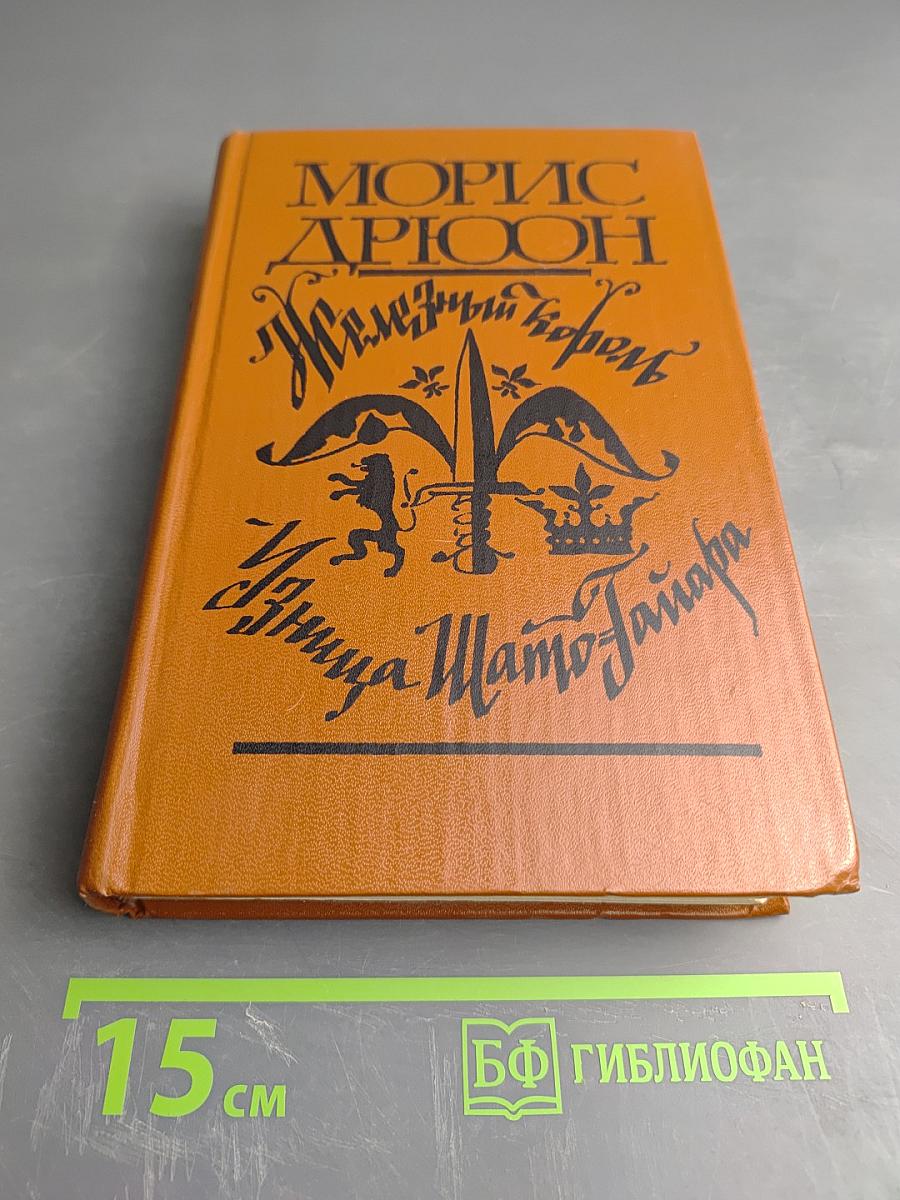 МОРИС
ДРЮОН
Железный король
Узница Шато-Гайара
15 см
БФ ГИБЛИОФАН